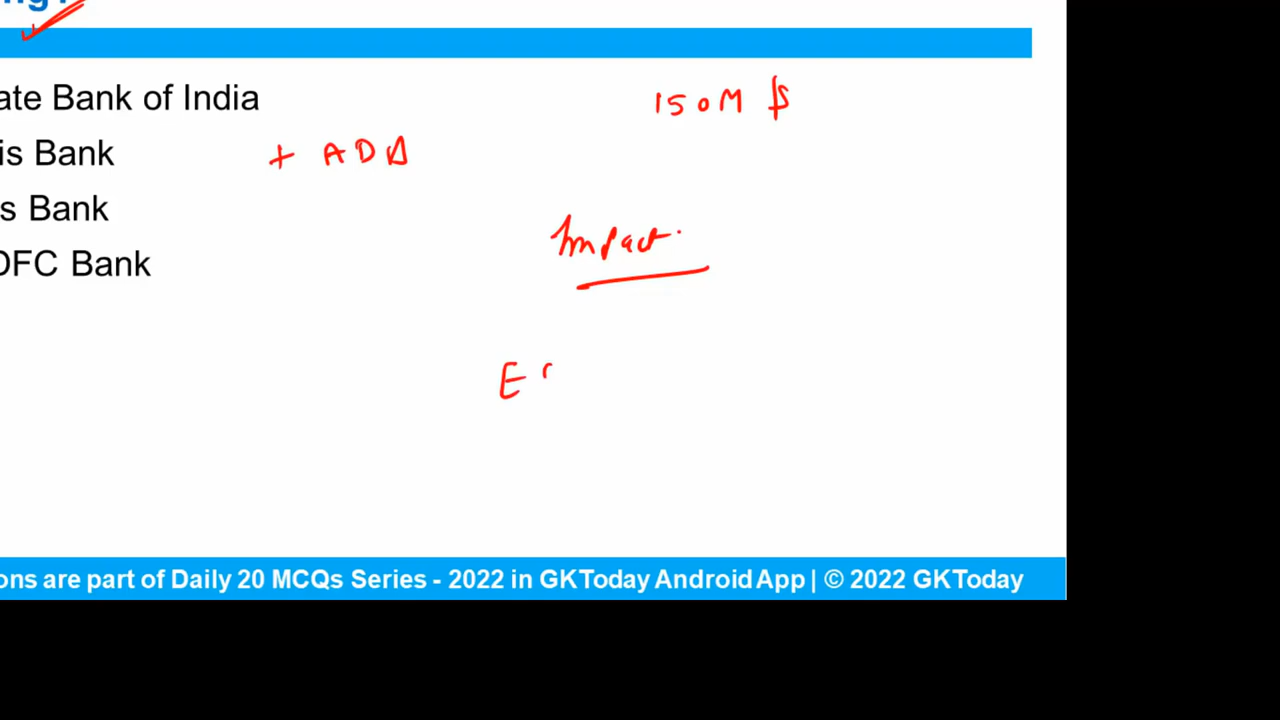 ate Bank of India
150M $
is Bank
+ ADA
s Bank
Impact.
DFC Bank
E
ons are part of Daily 20 MCQs Series - 2022 in GKToday Android App | © 2022 GKToday